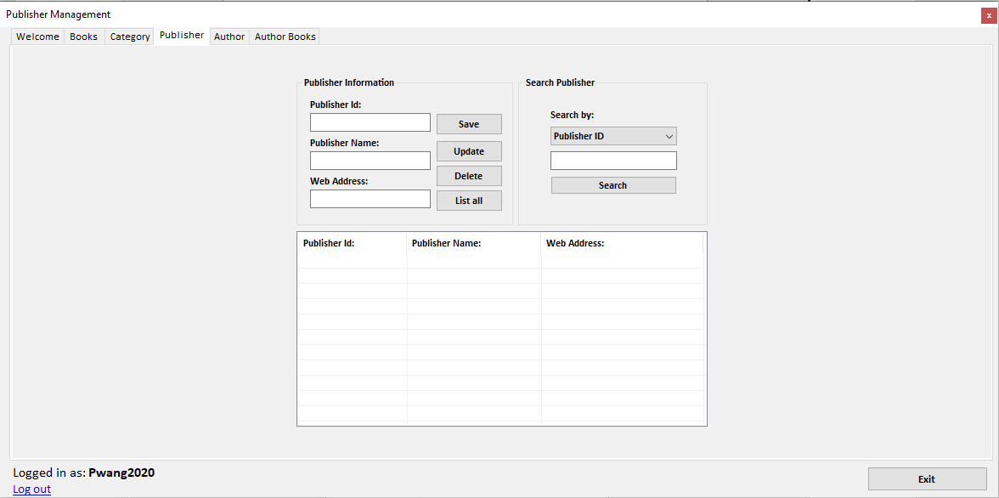 Publisher Management
x
Welcome Books Category Publisher Author Author Books
Publisher Information
Publisher Id:
Save
Publisher Name:
Update
Delete
Web Address:
List all
Search Publisher
Search by:
Publisher ID
Search
Publisher Id: Publisher Name: Web Address:
Logged in as: Pwang2020
Log out
Exit